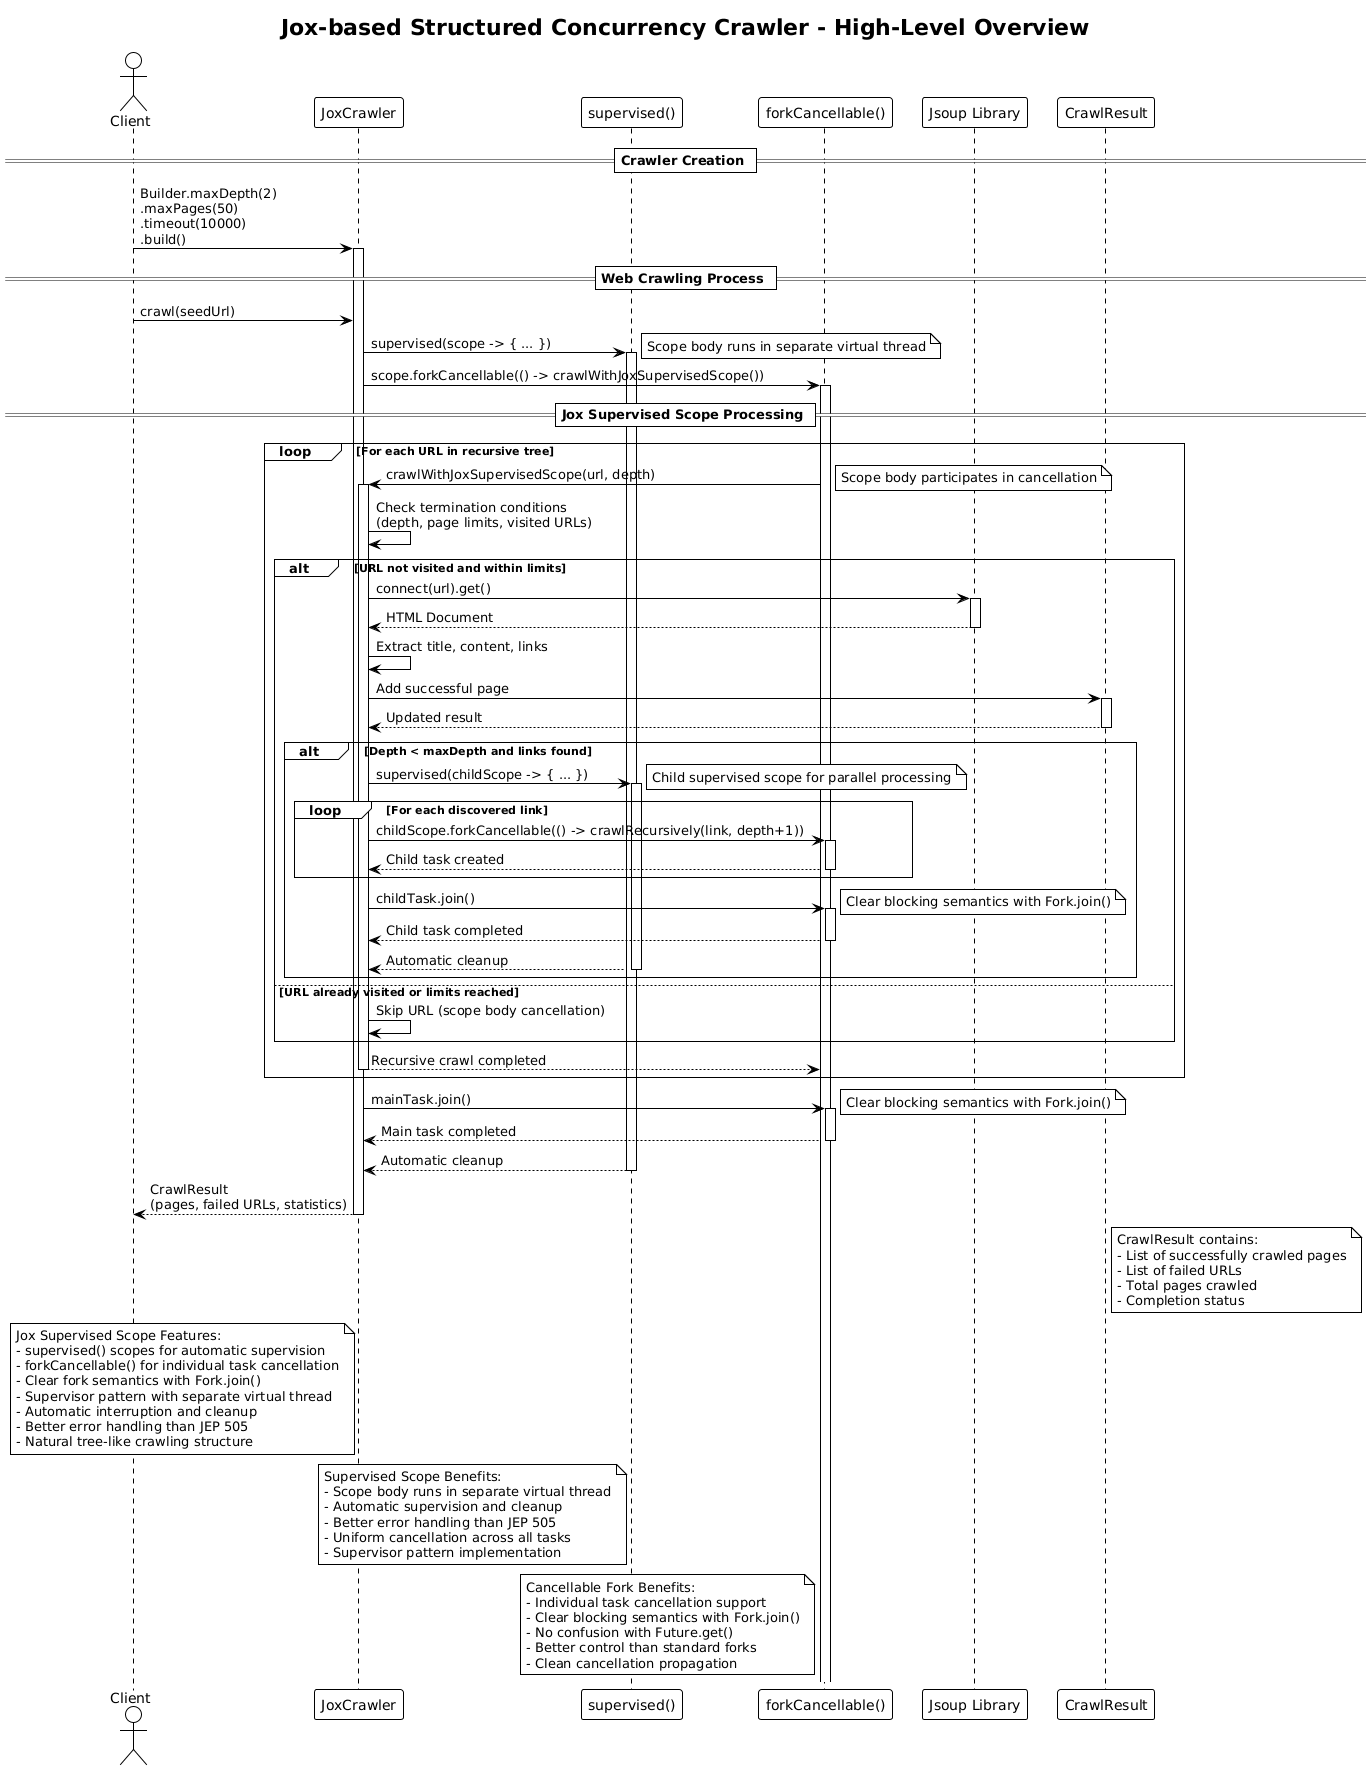 Jox-based Structured Concurrency Crawler - High-Level Overview
Client
JoxCrawler
supervised()
forkCancellable()
Jsoup Library
CrawlResult
Crawler Creation
Builder.maxDepth(2)
.maxPages(50)
.timeout(10000)
.build()
Web Crawling Process
crawl(seedUrl)
supervised(scope -> { ... })
Scope body runs in separate virtual thread
scope.forkCancellable(() -> crawlWithJoxSupervisedScope())
Jox Supervised Scope Processing
loop
[For each URL in recursive tree]
crawlWithJoxSupervisedScope(url, depth)
Scope body participates in cancellation
Check termination conditions
(depth, page limits, visited URLs)
alt
[URL not visited and within limits]
connect(url).get()
HTML Document
Extract title, content, links
Add successful page
Updated result
alt
[Depth < maxDepth and links found]
supervised(childScope -> { ... })
Child supervised scope for parallel processing
loop
[For each discovered link]
childScope.forkCancellable(() -> crawlRecursively(link, depth+1))
Child task created
childTask.join()
Clear blocking semantics with Fork.join()
Child task completed
Automatic cleanup
[URL already visited or limits reached]
Skip URL (scope body cancellation)
Recursive crawl completed
mainTask.join()
Clear blocking semantics with Fork.join()
Main task completed
Automatic cleanup
CrawlResult
(pages, failed URLs, statistics)
CrawlResult contains:
- List of successfully crawled pages
- List of failed URLs
- Total pages crawled
- Completion status
Jox Supervised Scope Features:
- supervised() scopes for automatic supervision
- forkCancellable() for individual task cancellation
- Clear fork semantics with Fork.join()
- Supervisor pattern with separate virtual thread
- Automatic interruption and cleanup
- Better error handling than JEP 505
- Natural tree-like crawling structure
Supervised Scope Benefits:
- Scope body runs in separate virtual thread
- Automatic supervision and cleanup
- Better error handling than JEP 505
- Uniform cancellation across all tasks
- Supervisor pattern implementation
Cancellable Fork Benefits:
- Individual task cancellation support
- Clear blocking semantics with Fork.join()
- No confusion with Future.get()
- Better control than standard forks
- Clean cancellation propagation
Client
JoxCrawler
supervised()
forkCancellable()
Jsoup Library
CrawlResult